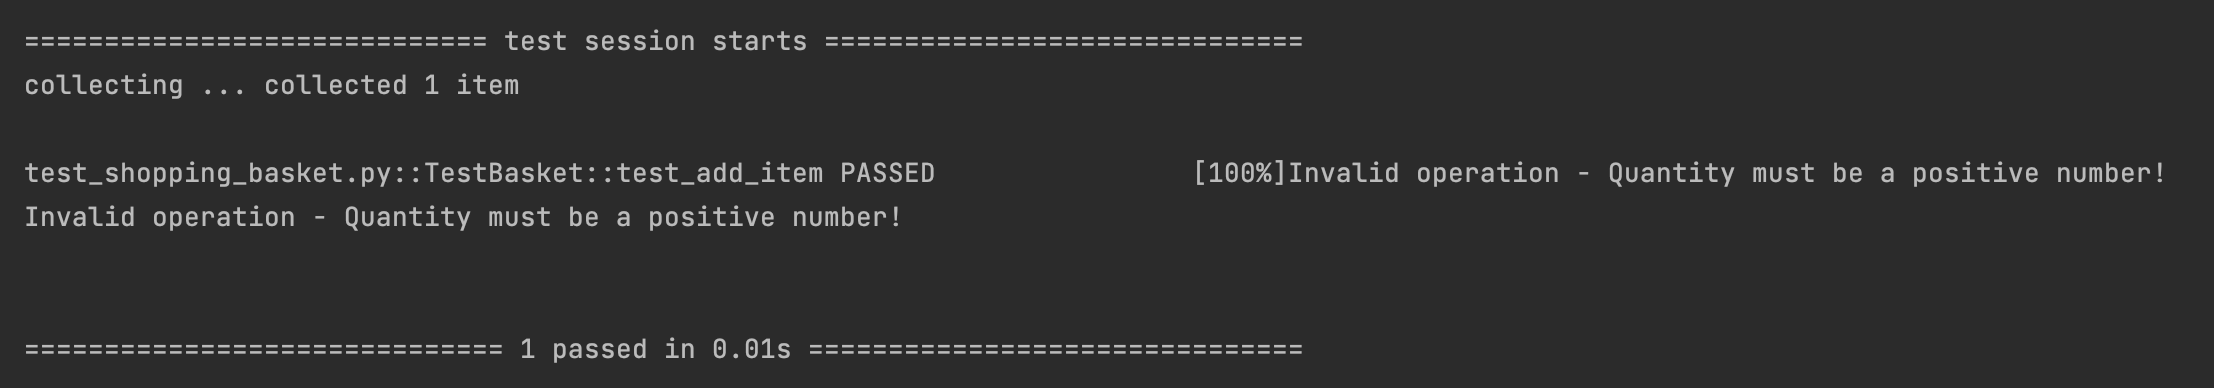 ============================= test session starts ==============================
collecting ... collected 1 item
test_shopping_basket.py::TestBasket::test_add_item PASSED                [100%]Invalid operation - Quantity must be a positive number!
Invalid operation - Quantity must be a positive number!
============================== 1 passed in 0.01s ===============================